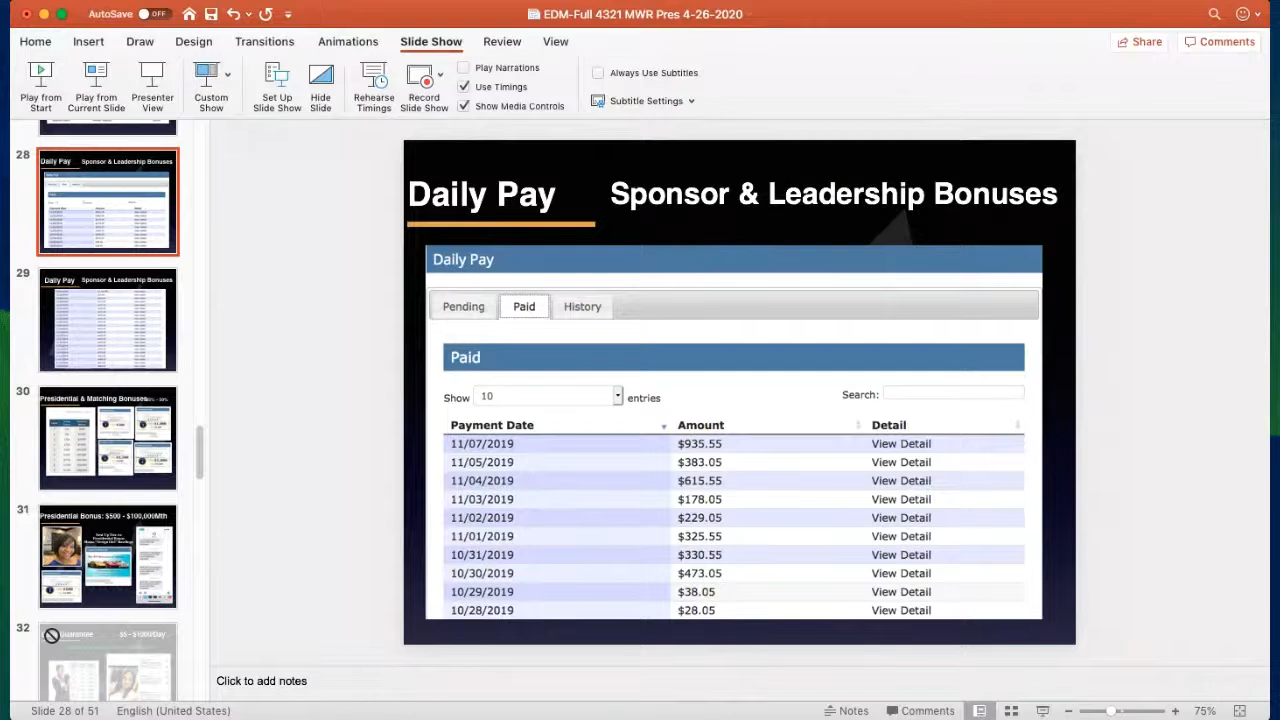 AutoSave OFF
EDM-Full 4321 MWR Pres 4-26-2020
Home Insert Draw Design Transitions Animations Slide Show Review View
Share Comments
Play from Start
Play from Current Slide
Presenter View
Custom Show
Set Up Slide Show
Hide Slide
Rehearse Timings
Record Slide Show
Play Narrations
Use Timings
Show Media Controls
Always Use Subtitles
Subtitle Settings
28
Daily Pay Sponsor & Leadership Bonuses
29
Daily Pay Sponsor & Leadership Bonuses
30
Presidential & Matching Bonuses
31
Presidential Bonus: $500 - $100,000Mth
32
Guarantee
Daily Pay Sponsor & Leadership Bonuses
Daily Pay
Pending Paid History
Paid
Show entries Search:
Payment Date Amount Detail
11/07/2019 $935.55 View Detail
11/05/2019 $383.05 View Detail
11/04/2019 $615.55 View Detail
11/03/2019 $178.05 View Detail
11/02/2019 $229.05 View Detail
11/01/2019 $325.55 View Detail
10/31/2019 $330.55 View Detail
10/30/2019 $473.05 View Detail
10/29/2019 $38.05 View Detail
10/28/2019 $28.05 View Detail
Click to add notes
Slide 28 of 51 English (United States) Notes Comments 75%